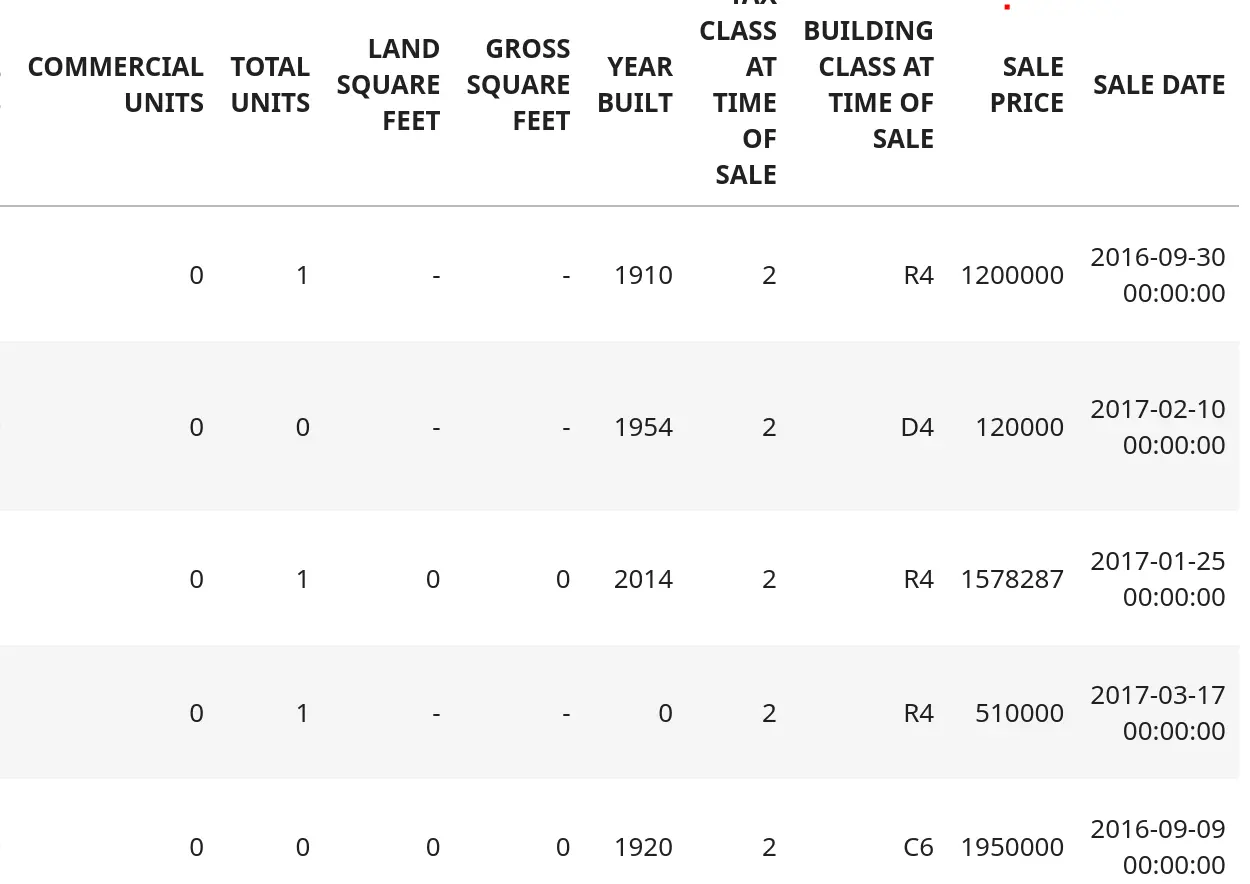 COMMERCIAL UNITS TOTAL UNITS LAND SQUARE FEET GROSS SQUARE FEET YEAR BUILT TAX CLASS AT TIME OF SALE BUILDING CLASS AT TIME OF SALE SALE PRICE SALE DATE
0 1 - - 1910 2 R4 1200000 2016-09-30 00:00:00
0 0 - - 1954 2 D4 120000 2017-02-10 00:00:00
0 1 0 0 2014 2 R4 1578287 2017-01-25 00:00:00
0 1 - - 0 2 R4 510000 2017-03-17 00:00:00
0 0 0 0 1920 2 C6 1950000 2016-09-09 00:00:00